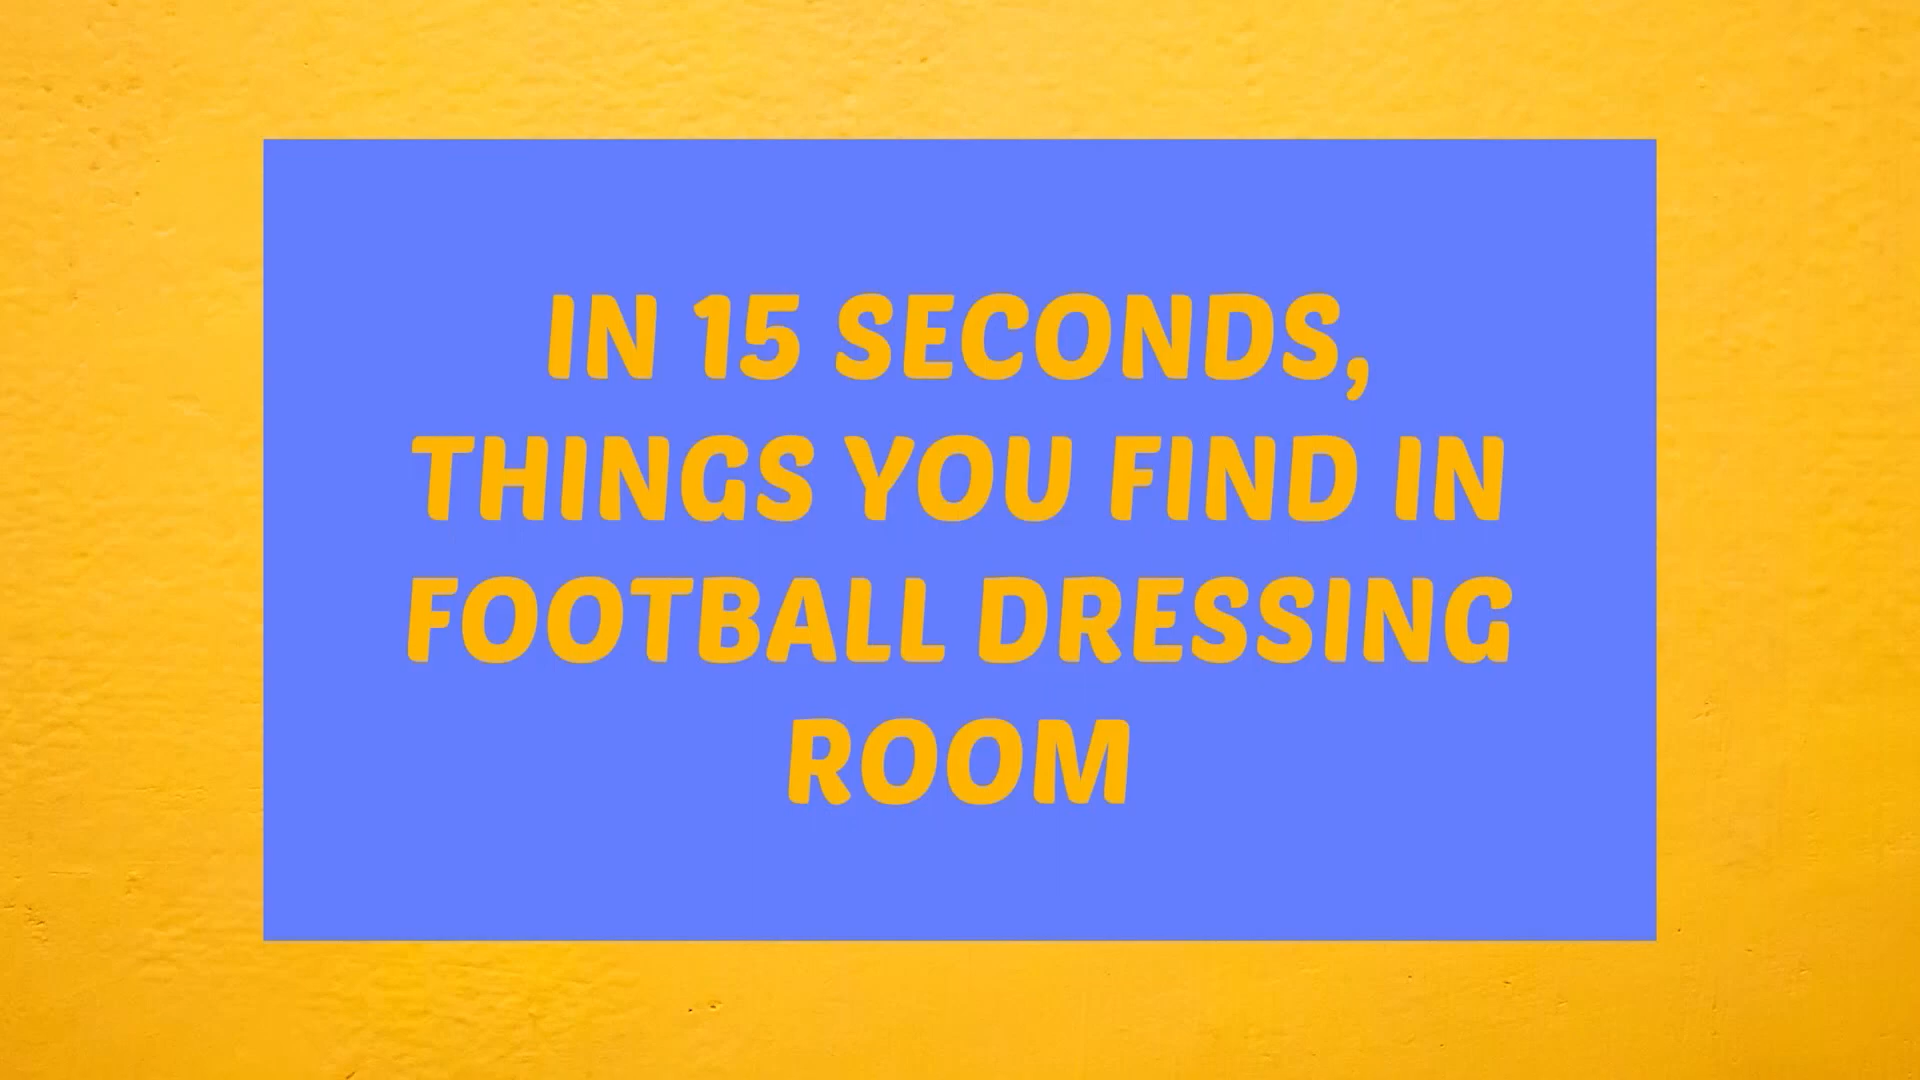 IN 15 SECONDS,
THINGS YOU FIND IN
FOOTBALL DRESSING
ROOM